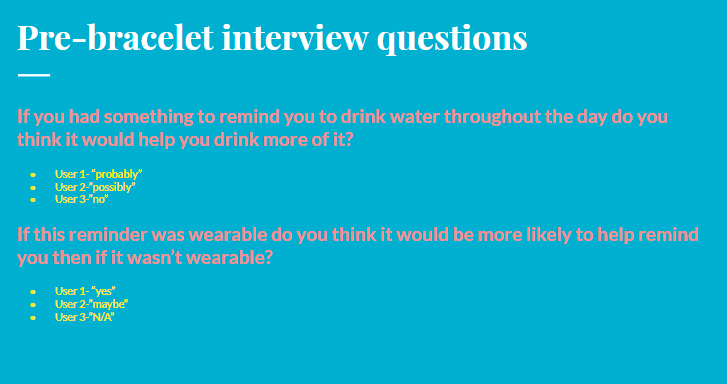 Pre-bracelet interview questions
If you had something to remind you to drink water throughout the day do you
think it would help you drink more of it?
● User 1- “probably”
● User 2-”possibly”
● User 3-”no”
If this reminder was wearable do you think it would be more likely to help remind
you then if it wasn’t wearable?
● User 1- “yes”
● User 2-”maybe”
● User 3-”N/A”